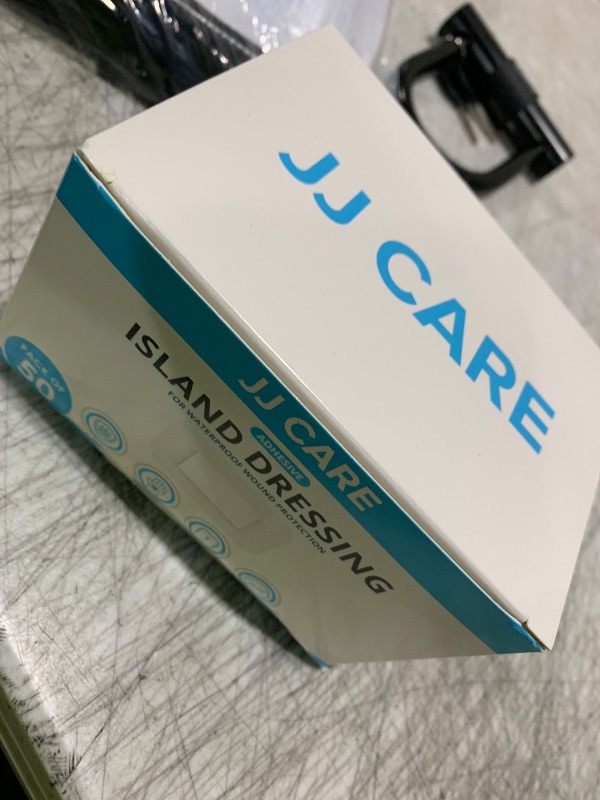 JJ CARE
JJ CARE
ADHESIVE
ISLAND DRESSING
FOR WATERPROOF WOUND PROTECTION
PACK OF
50